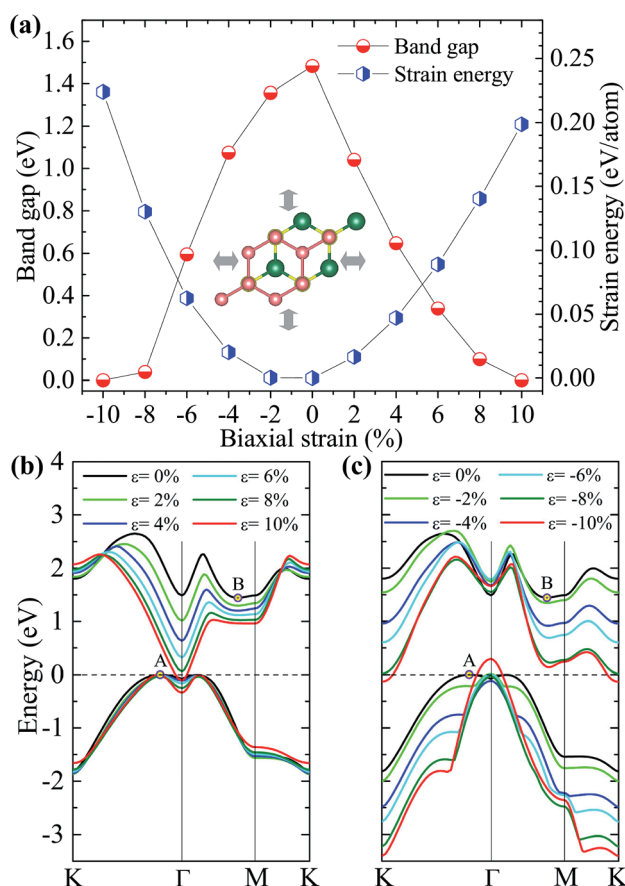 (a)
Band gap
Strain energy
Band gap (eV)
1.6
1.4
1.2
1.0
0.8
0.6
0.4
0.2
0.0
Strain energy (eV/atom)
0.25
0.20
0.15
0.10
0.05
0.00
-10 -8 -6 -4 -2 0 2 4 6 8 10
Biaxial strain (%)
(b)
ε= 0% ε= 6%
ε= 2% ε= 8%
ε= 4% ε= 10%
B
A
Energy (eV)
4
3
2
1
0
-1
-2
-3
K Γ M K
(c)
ε= 0% ε= -6%
ε= -2% ε= -8%
ε= -4% ε= -10%
B
A
K Γ M K